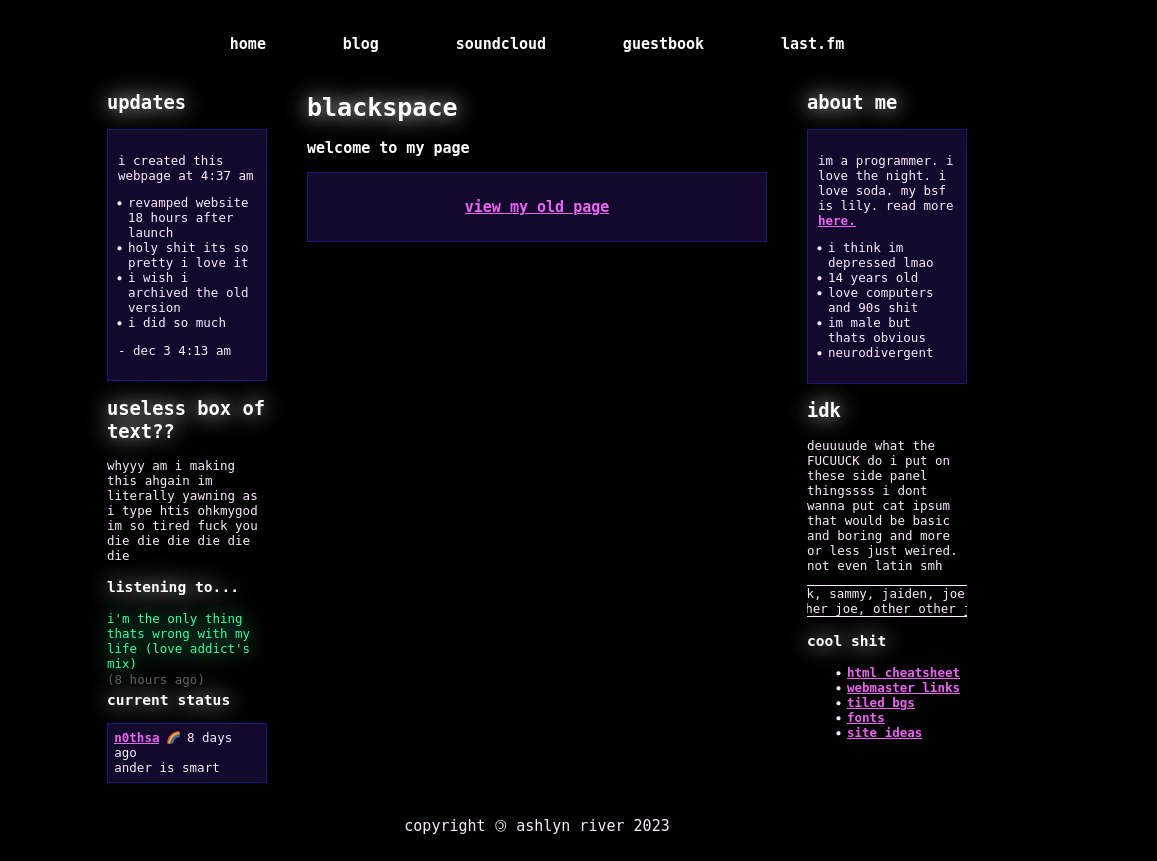 home blog soundcloud guestbook last.fm
updates
i created this
webpage at 4:37 am
• revamped website
18 hours after
launch
• holy shit its so
pretty i love it
• i wish i
archived the old
version
• i did so much
- dec 3 4:13 am
useless box of
text??
whyyy am i making
this ahgain im
literally yawning as
i type htis ohkmygod
im so tired fuck you
die die die die die
die
listening to...
i'm the only thing
thats wrong with my
life (love addict's
mix)
(8 hours ago)
current status
n0thsa 🌈 8 days
ago
ander is smart
blackspace
welcome to my page
view my old page
about me
im a programmer. i
love the night. i
love soda. my bsf
is lily. read more
here.
• i think im
depressed lmao
• 14 years old
• love computers
and 90s shit
• im male but
thats obvious
• neurodivergent
idk
deuuuude what the
FUCUUCK do i put on
these side panel
thingssss i dont
wanna put cat ipsum
that would be basic
and boring and more
or less just weired.
not even latin smh
k, sammy, jaiden, joe
her joe, other other j
cool shit
• html cheatsheet
• webmaster links
• tiled bgs
• fonts
• site ideas
copyright 🄯 ashlyn river 2023